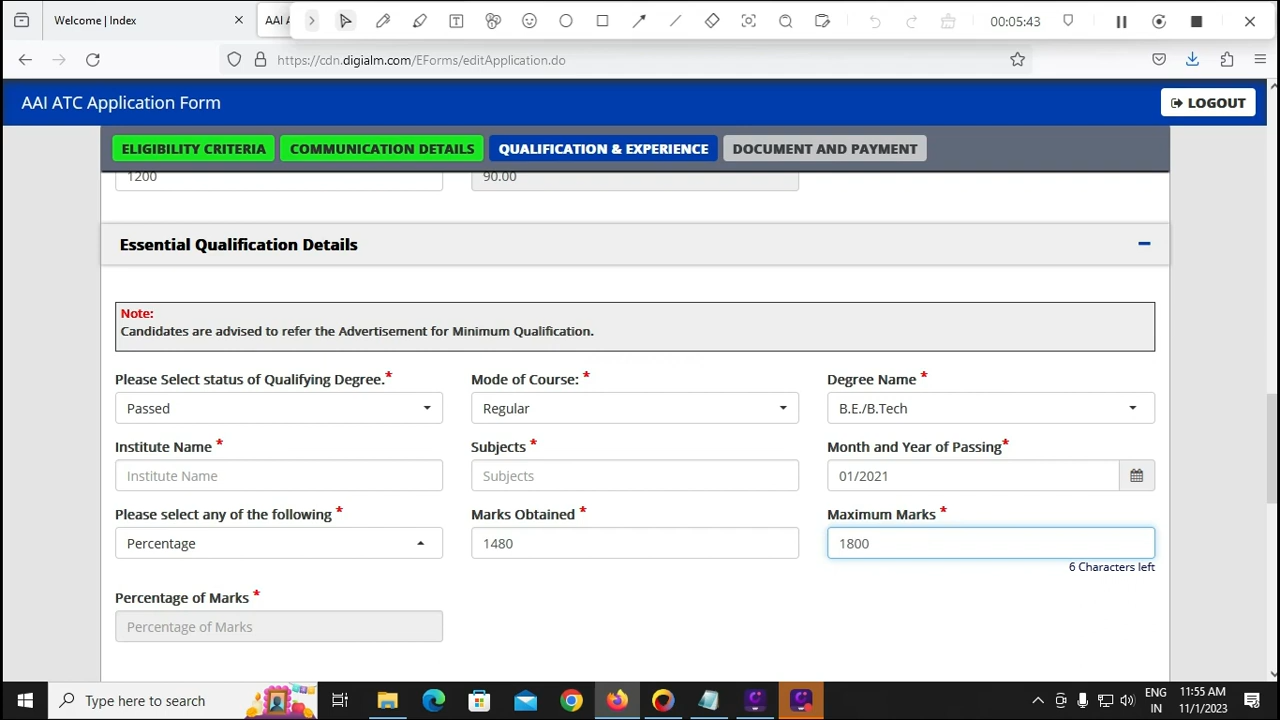 Welcome | Index
AAI A
00:05:43
https://cdn.digialm.com/EForms/editApplication.do
AAI ATC Application Form
LOGOUT
ELIGIBILITY CRITERIA
COMMUNICATION DETAILS
QUALIFICATION & EXPERIENCE
DOCUMENT AND PAYMENT
1200
90.00
Essential Qualification Details
Note:
Candidates are advised to refer the Advertisement for Minimum Qualification.
Please Select status of Qualifying Degree.*
Mode of Course: *
Degree Name *
Passed
Regular
B.E./B.Tech
Institute Name *
Subjects *
Month and Year of Passing*
Institute Name
Subjects
01/2021
Please select any of the following *
Marks Obtained *
Maximum Marks *
Percentage
1480
1800
6 Characters left
Percentage of Marks *
Percentage of Marks
Type here to search
ENG
IN
11:55 AM
11/1/2023